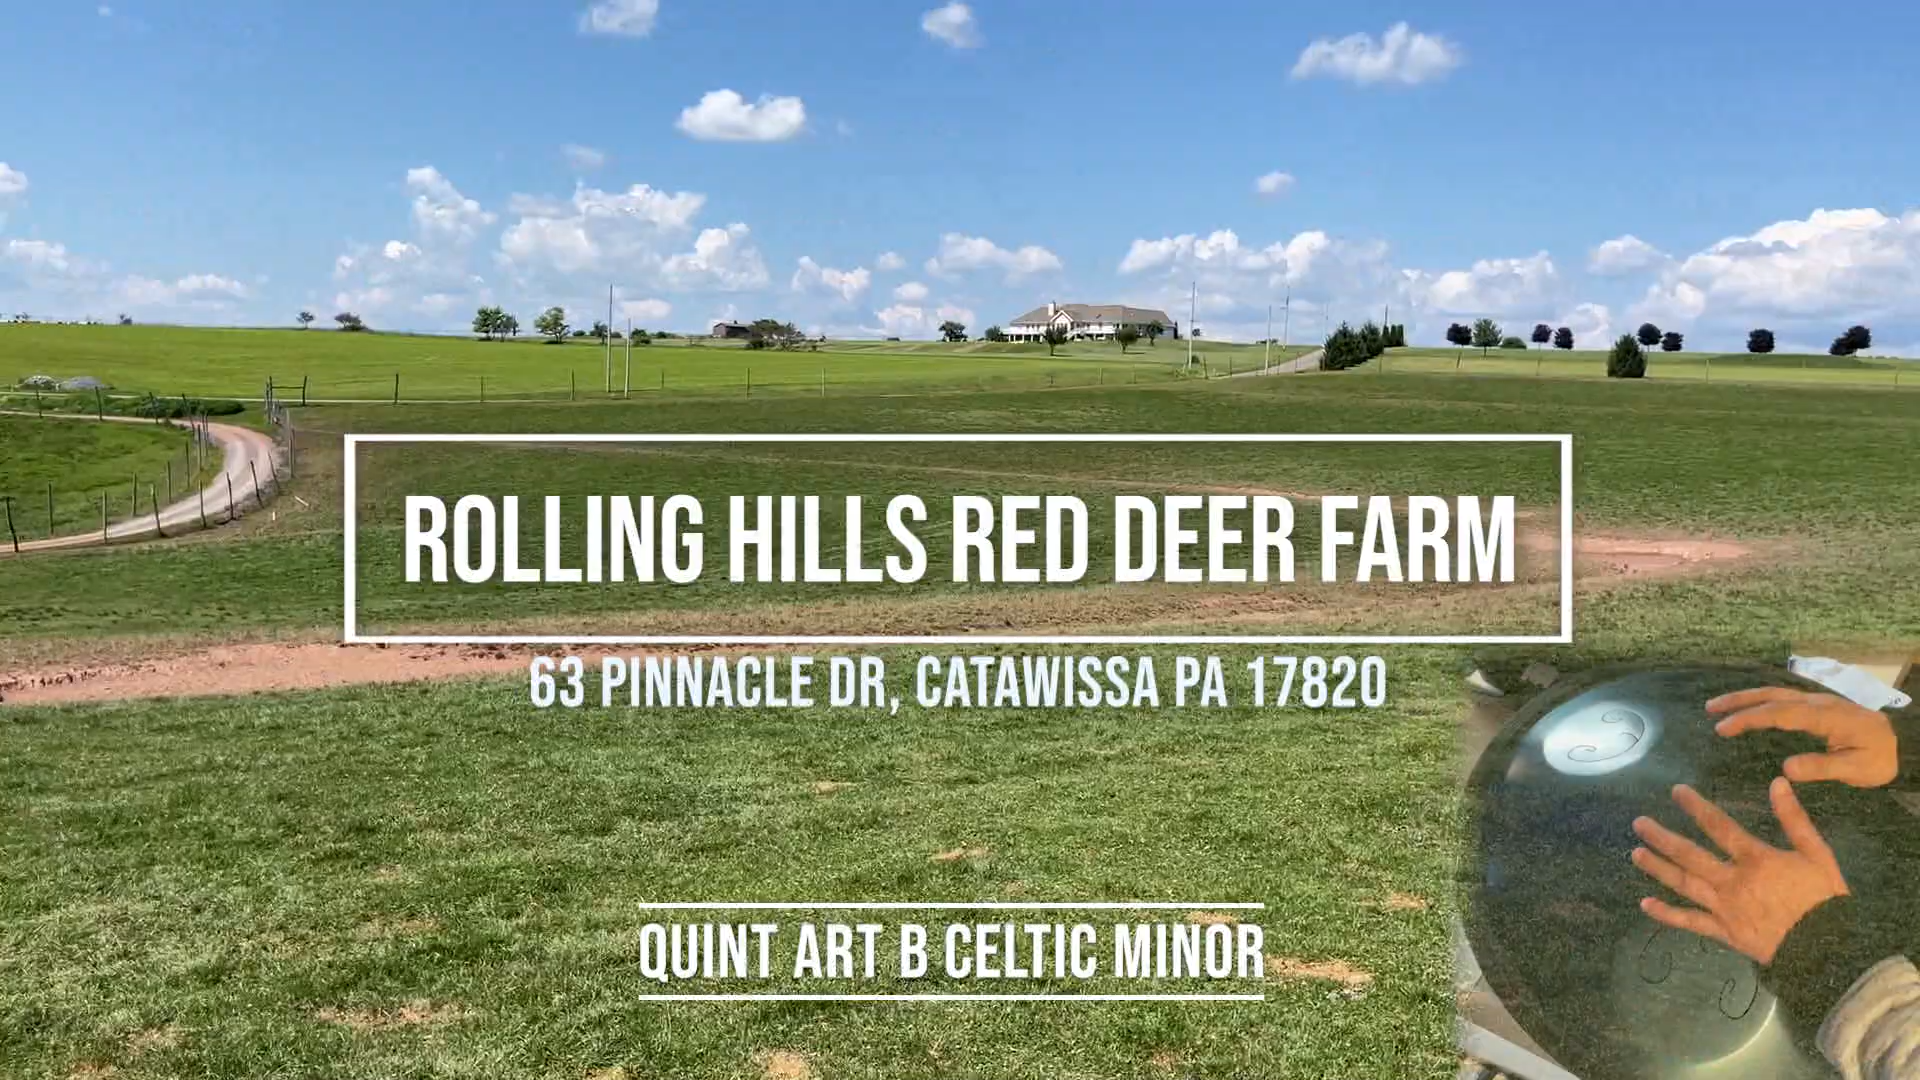 ROLLING HILLS RED DEER FARM
63 PINNACLE DR, CATAWISSA PA 17820
QUINT ART B CELTIC MINOR